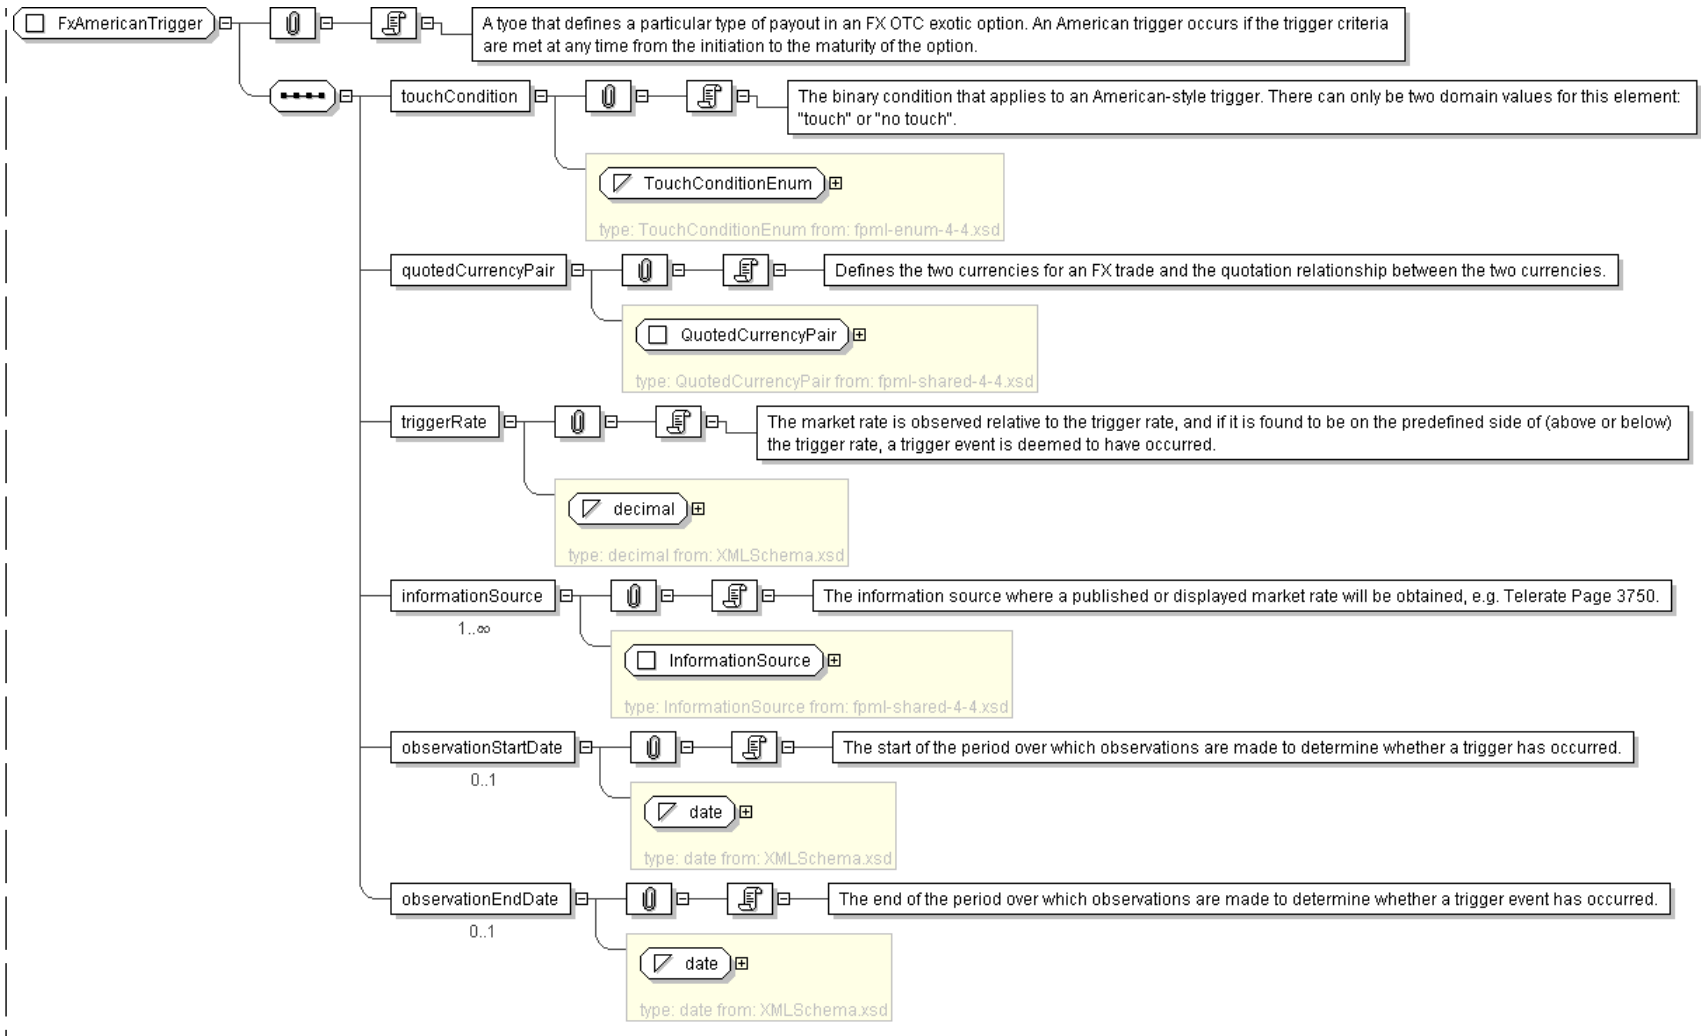 FxAmericanTrigger
A tyoe that defines a particular type of payout in an FX OTC exotic option. An American trigger occurs if the trigger criteria
are met at any time from the initiation to the maturity of the option.
touchCondition
The binary condition that applies to an American-style trigger. There can only be two domain values for this element:
"touch" or "no touch".
TouchConditionEnum
type: TouchConditionEnum from: fpml-enum-4-4.xsd
quotedCurrencyPair
Defines the two currencies for an FX trade and the quotation relationship between the two currencies.
QuotedCurrencyPair
type: QuotedCurrencyPair from: fpml-shared-4-4.xsd
triggerRate
The market rate is observed relative to the trigger rate, and if it is found to be on the predefined side of (above or below)
the trigger rate, a trigger event is deemed to have occurred.
decimal
type: decimal from: XMLSchema.xsd
informationSource
The information source where a published or displayed market rate will be obtained, e.g. Telerate Page 3750.
1..∞
InformationSource
type: InformationSource from: fpml-shared-4-4.xsd
observationStartDate
The start of the period over which observations are made to determine whether a trigger has occurred.
0..1
date
type: date from: XMLSchema.xsd
observationEndDate
The end of the period over which observations are made to determine whether a trigger event has occurred.
0..1
date
type: date from: XMLSchema.xsd